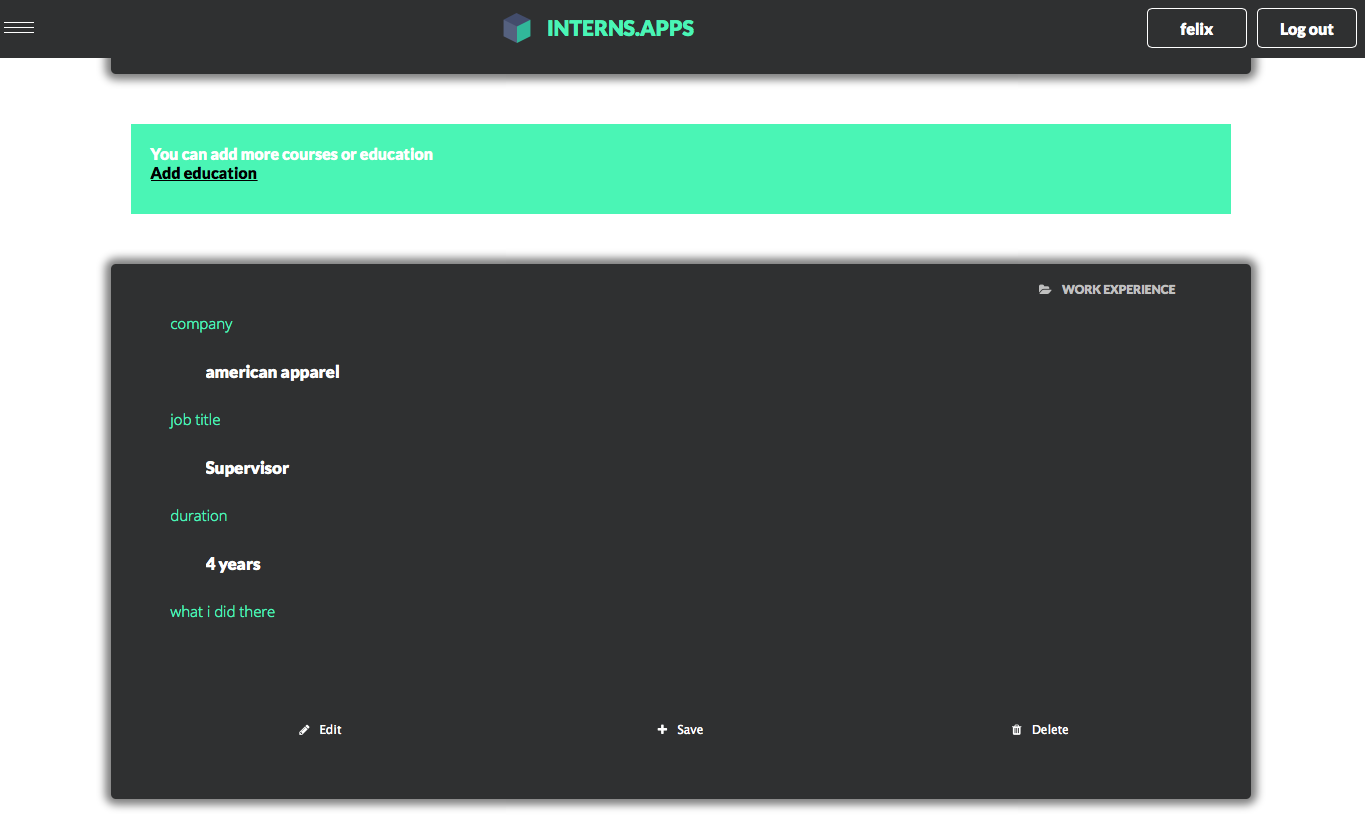 INTERNS.APPS
felix
Log out
You can add more courses or education
Add education
WORK EXPERIENCE
company
american apparel
job title
Supervisor
duration
4 years
what i did there
Edit
Save
Delete